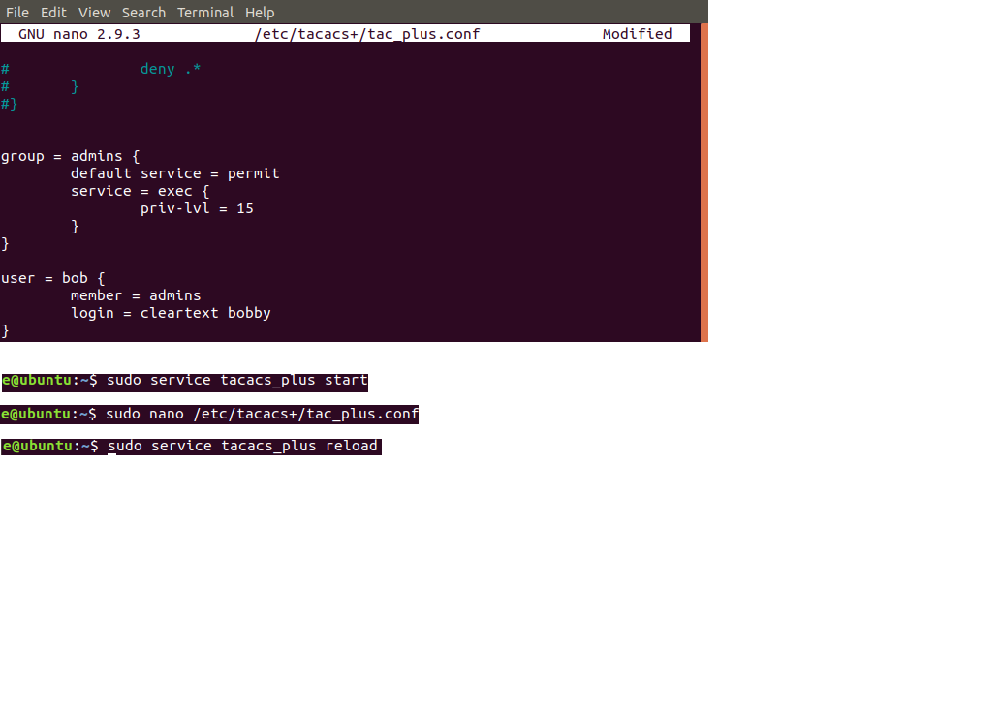 File Edit View Search Terminal Help
GNU nano 2.9.3 /etc/tacacs+/tac_plus.conf Modified
# deny .*
# }
#}
group = admins {
default service = permit
service = exec {
priv-lvl = 15
}
}
user = bob {
member = admins
login = cleartext bobby
}
e@ubuntu:~$ sudo service tacacs_plus start
e@ubuntu:~$ sudo nano /etc/tacacs+/tac_plus.conf
e@ubuntu:~$ sudo service tacacs_plus reload